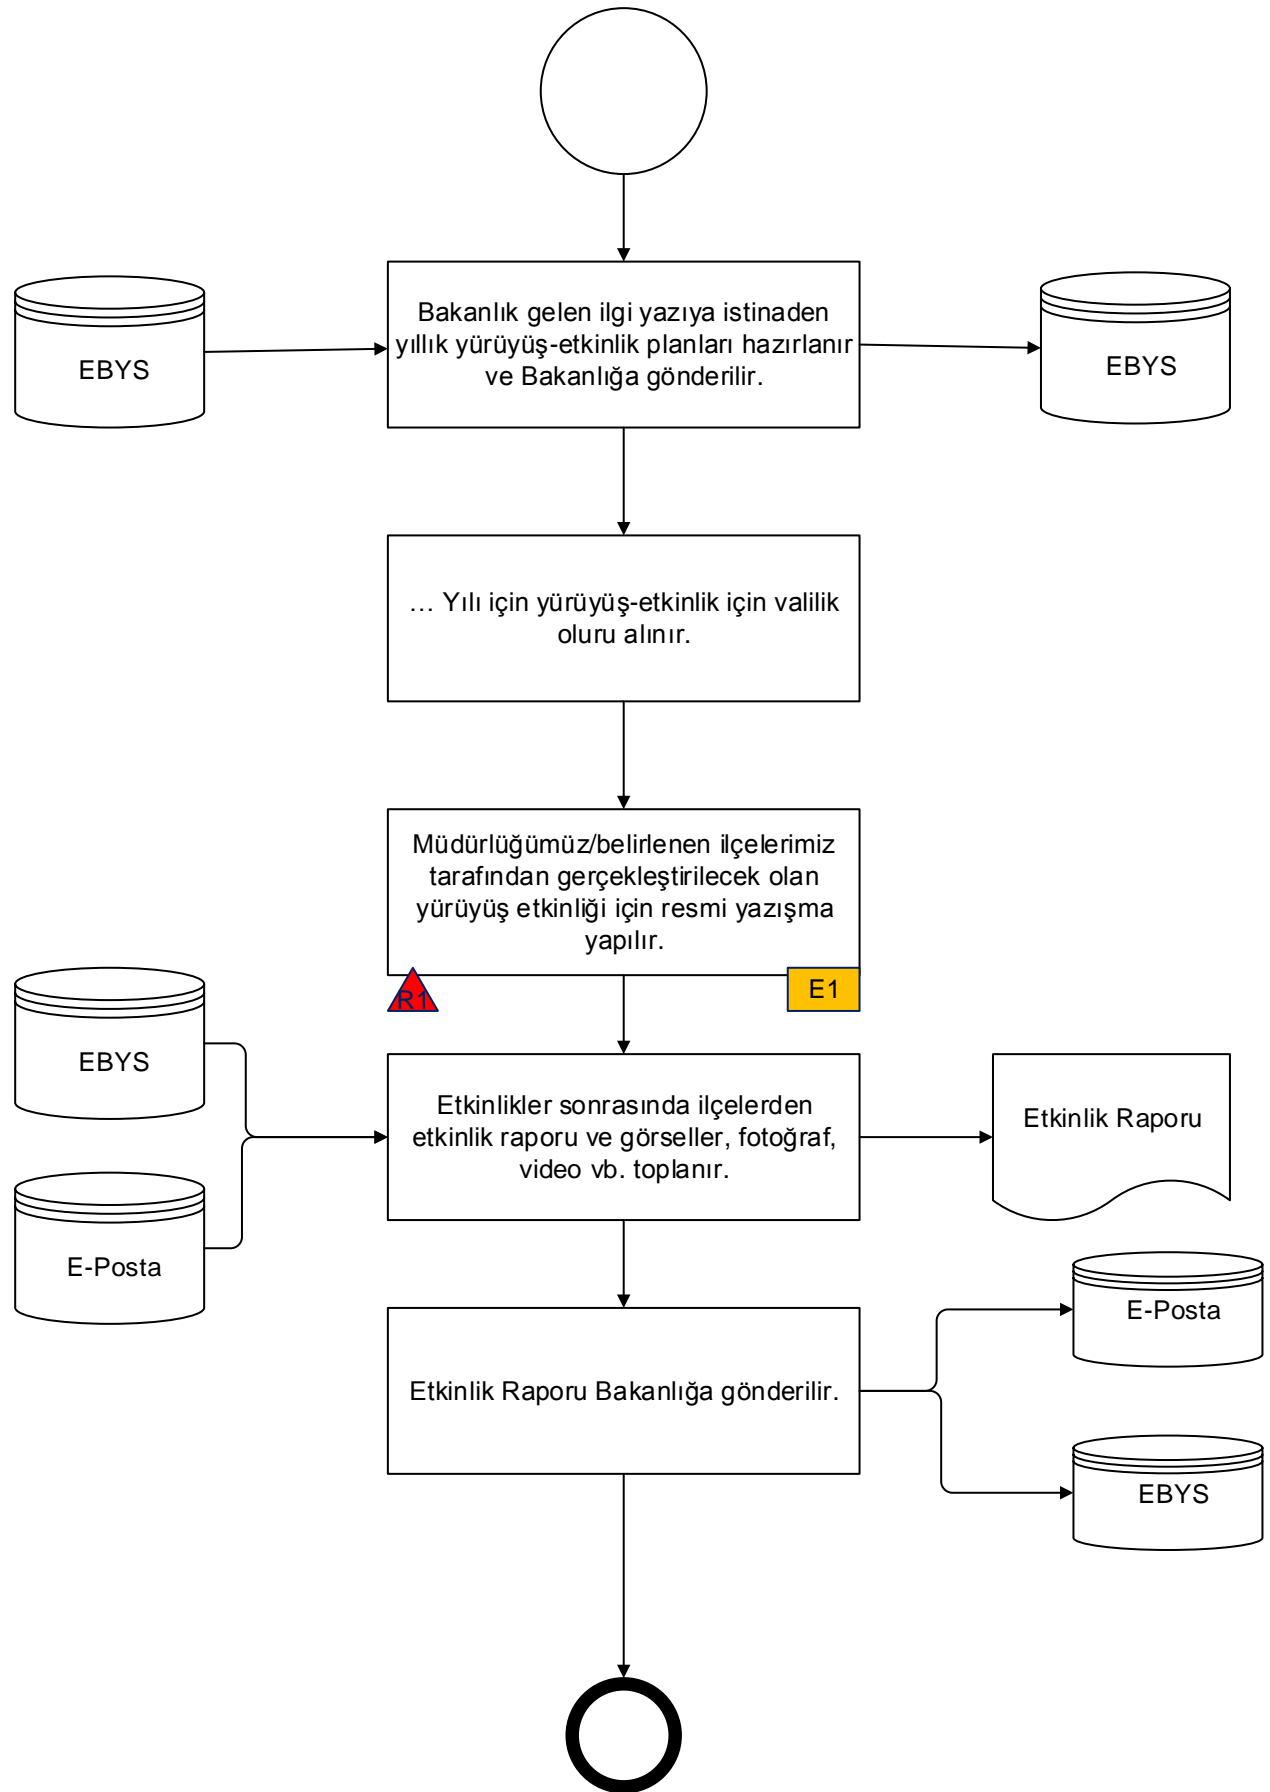 Bakanlık gelen ilgi yazıya istinaden
yıllık yürüyüş-etkinlik planları hazırlanır
ve Bakanlığa gönderilir.
EBYS
EBYS
… Yılı için yürüyüş-etkinlik için valilik
oluru alınır.
Müdürlüğümüz/belirlenen ilçelerimiz
tarafından gerçekleştirilecek olan
yürüyüş etkinliği için resmi yazışma
yapılır.
R1
E1
EBYS
E-Posta
Etkinlikler sonrasında ilçelerden
etkinlik raporu ve görseller, fotoğraf,
video vb. toplanır.
Etkinlik Raporu
Etkinlik Raporu Bakanlığa gönderilir.
E-Posta
EBYS